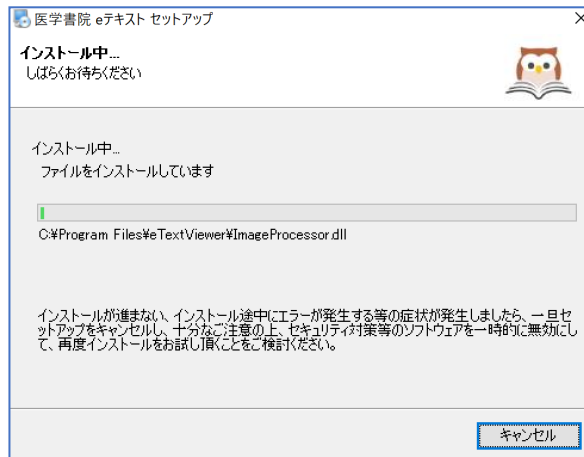 医学書院 eテキスト セットアップ
インストール中...
しばらくお待ちください
インストール中...
ファイルをインストールしています
C:¥Program Files¥eTextViewer¥ImageProcessor.dll
インストールが進まない、インストール途中にエラーが発生する等の症状が発生しましたら、一旦セ
ットアップをキャンセルし、十分なご注意の上、セキュリティ対策等のソフトウェアを一時的に無効にし
て、再度インストールをお試し頂くことをご検討ください。
キャンセル